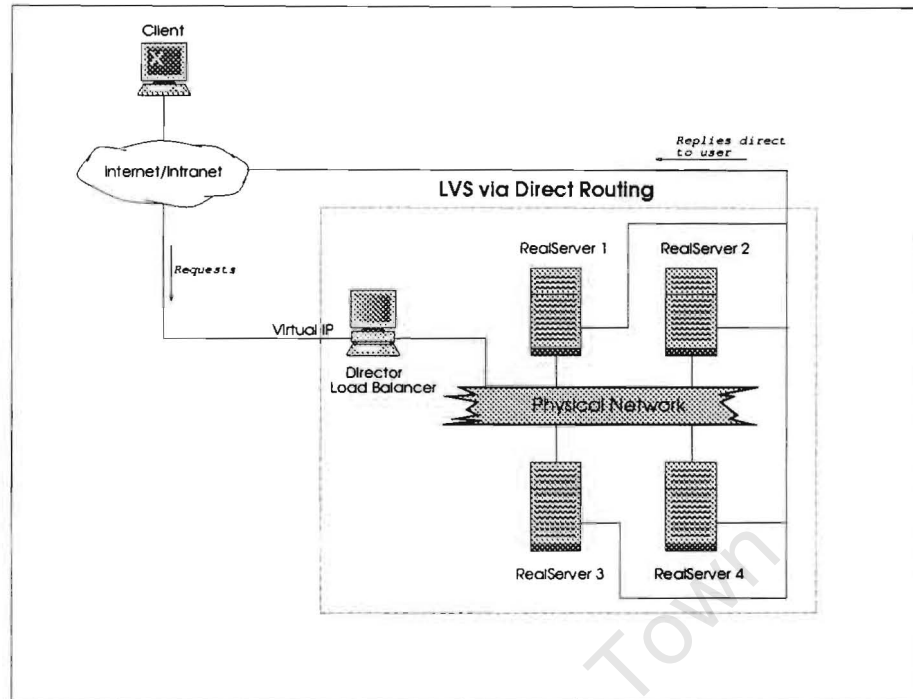 Client
Internet/Intranet
Replies direct
to user
LVS via Direct Routing
RealServer 1
RealServer 2
Requests
Virtual IP
Director
Load Balancer
Physical Network
RealServer 3
RealServer 4
Town